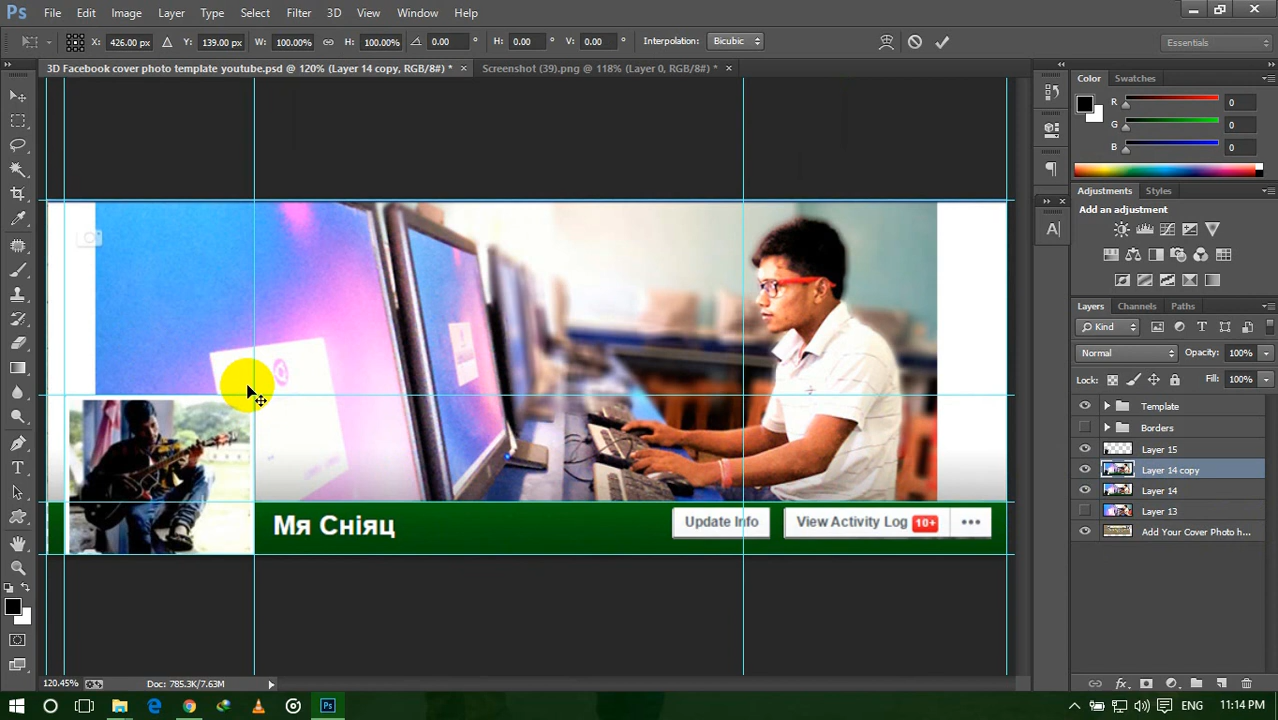 Ps File Edit Image Layer Type Select Filter 3D View Window Help
X: 426.00 px Y: 139.00 px W: 100.00% H: 100.00% 0.00 ° H: 0.00 ° V: 0.00 ° Interpolation: Bicubic Essentials
3D Facebook cover photo template youtube.psd @ 120% (Layer 14 copy, RGB/8#) * × Screenshot (39).png @ 118% (Layer 0, RGB/8#) * ×
Color Swatches
R 0
G 0
B 0
Adjustments Styles
Add an adjustment
Layers Channels Paths
Kind
Normal Opacity: 100%
Lock: Fill: 100%
Template
Borders
Layer 15
Layer 14 copy
Layer 14
Layer 13
Add Your Cover Photo h...
Мя Сніяц
Update Info View Activity Log 10+ •••
120.45% Doc: 785.3K/7.63M
Ps ENG 11:14 PM